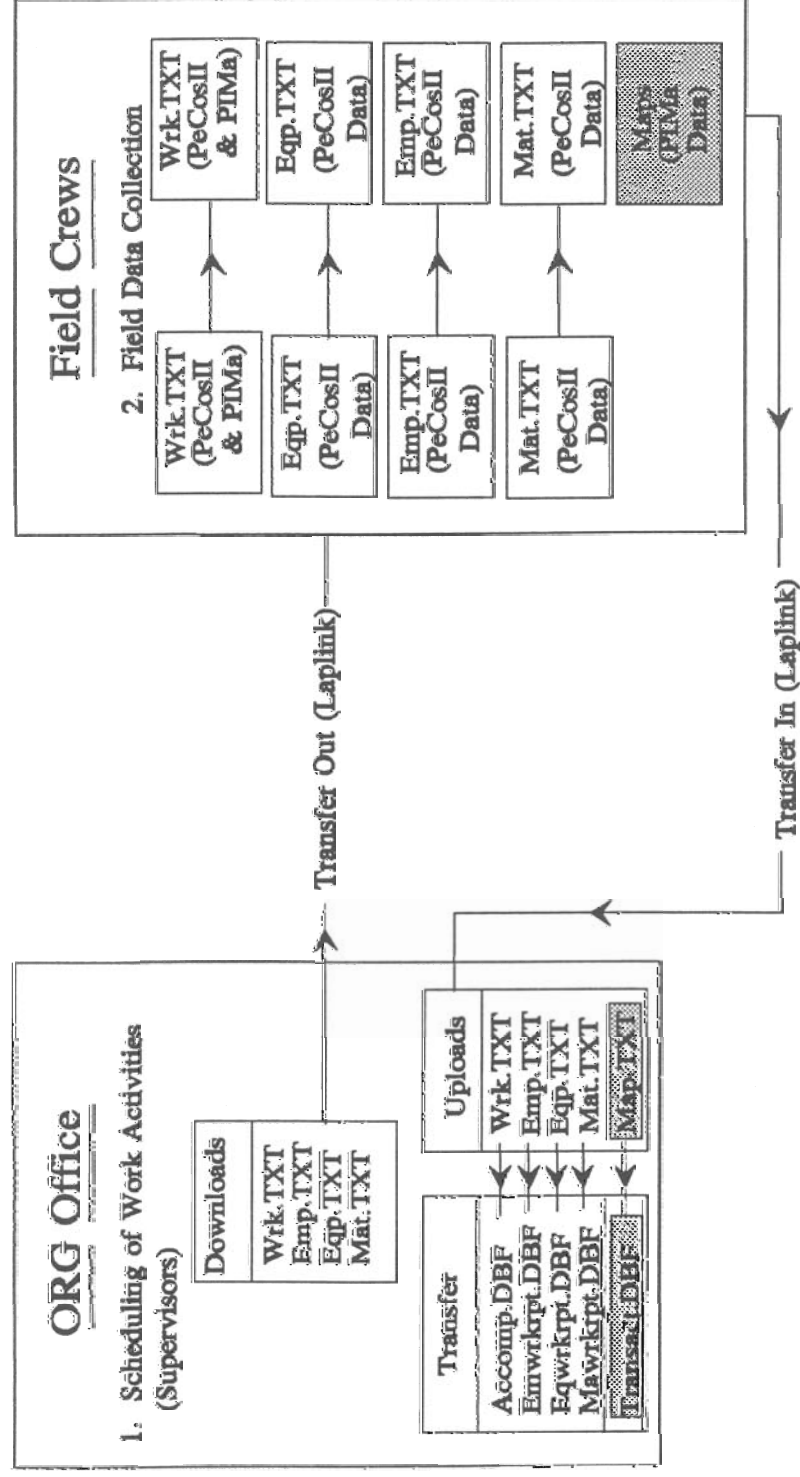 ORG Office
1. Scheduling of Work Activities
(Supervisors)
Downloads
Wrk.TXT
Emp.TXT
Eqp.TXT
Mat.TXT
Transfer
Accomp.DBF
Emwrkrpt.DBF
Eqwrkrpt.DBF
Mawrkrpt.DBF
Transact.DBF
Uploads
Wrk.TXT
Emp.TXT
Eqp.TXT
Mat.TXT
Map.TXT
Transfer Out (Laplink)
Transfer In (Laplink)
Field Crews
2. Field Data Collection
Wrk.TXT
(PeCosII
& PIMa)
Eqp.TXT
(PeCosII
Data)
Emp.TXT
(PeCosII
Data)
Mat.TXT
(PeCosII
Data)
Wrk.TXT
(PeCosII
& PIMa)
Eqp.TXT
(PeCosII
Data)
Emp.TXT
(PeCosII
Data)
Mat.TXT
(PeCosII
Data)
Maps
(PIMa
Data)